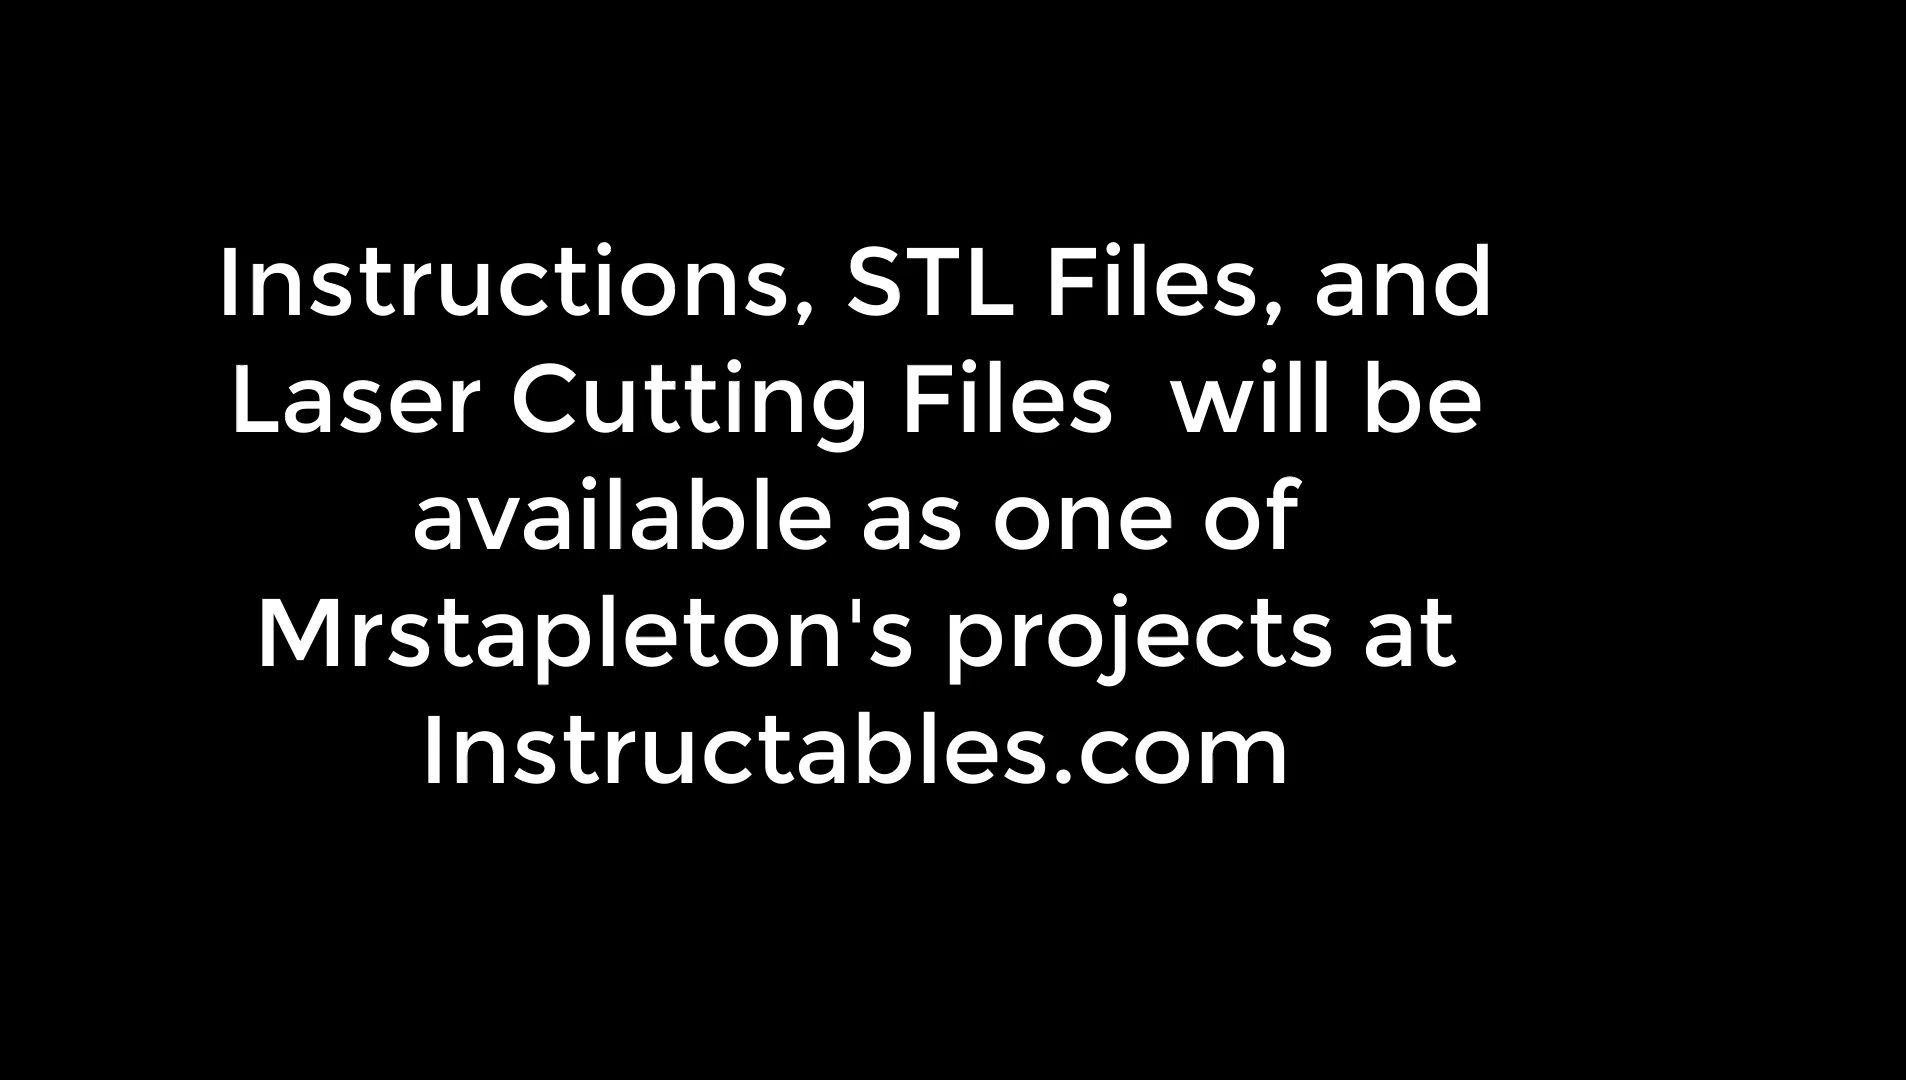 Instructions, STL Files, and
Laser Cutting Files  will be
available as one of
Mrstapleton's projects at
Instructables.com